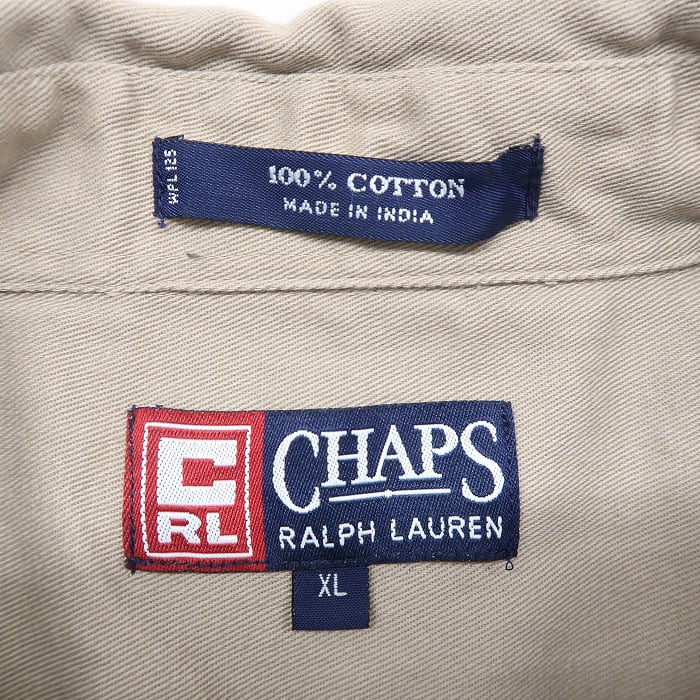 WPL 125
100% COTTON
MADE IN INDIA
C
RL
CHAPS
RALPH LAUREN
XL